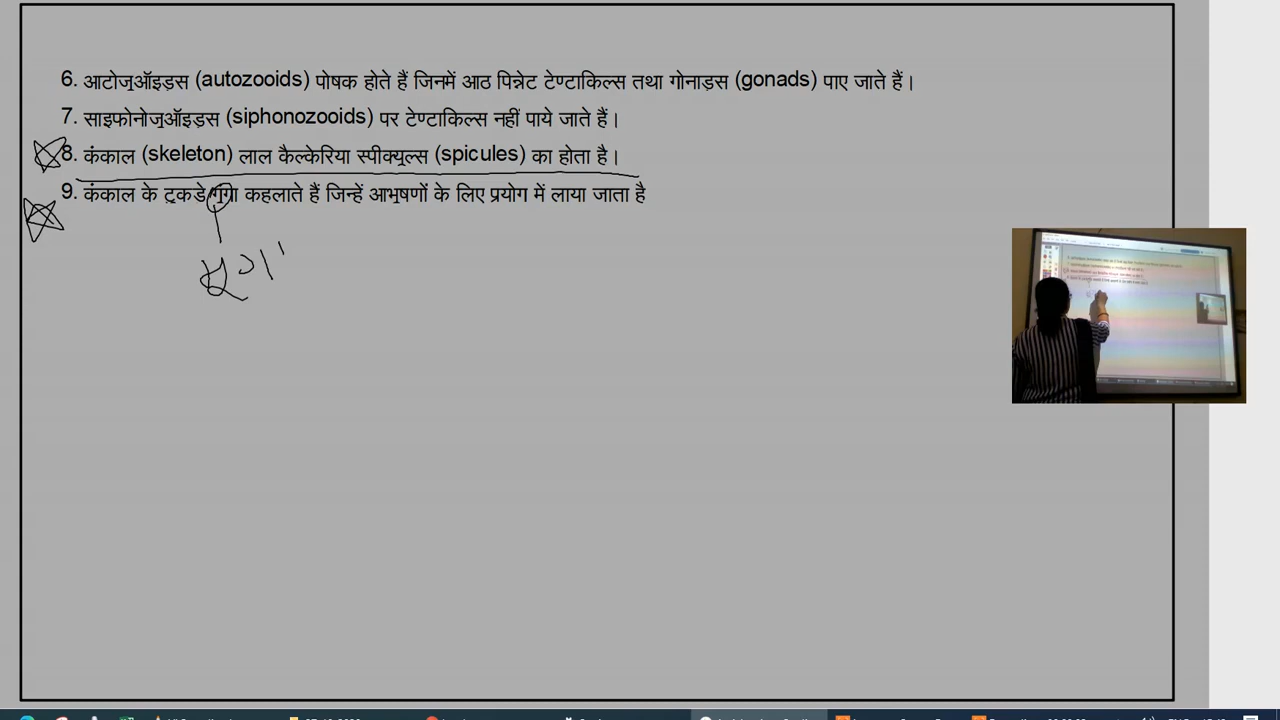 6. आटोज़ूऑइड्स (autozooids) पोषक होते हैं जिनमें आठ पिन्नेट टेण्टाकिल्स तथा गोनाड्स (gonads) पाए जाते हैं।
7. साइफोनोजूऑइड्स (siphonozooids) पर टेण्टाकिल्स नहीं पाये जाते हैं।
8. कंकाल (skeleton) लाल कैल्केरिया स्पीक्यूल्स (spicules) का होता है।
9. कंकाल के टुकड़े कहलाते हैं जिन्हें आभूषणों के लिए प्रयोग में लाया जाता है